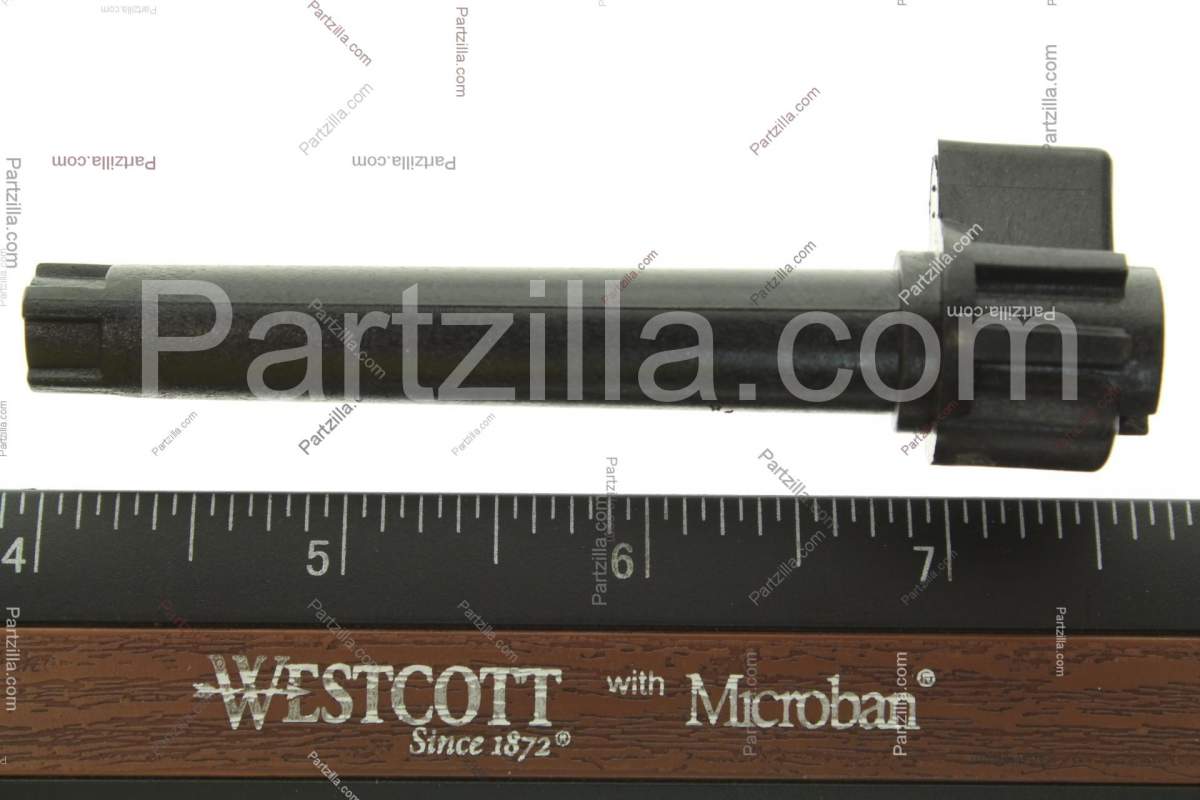 Partzilla.com
4 5 6 7
WESTCOTT with Microban®
Since 1872®